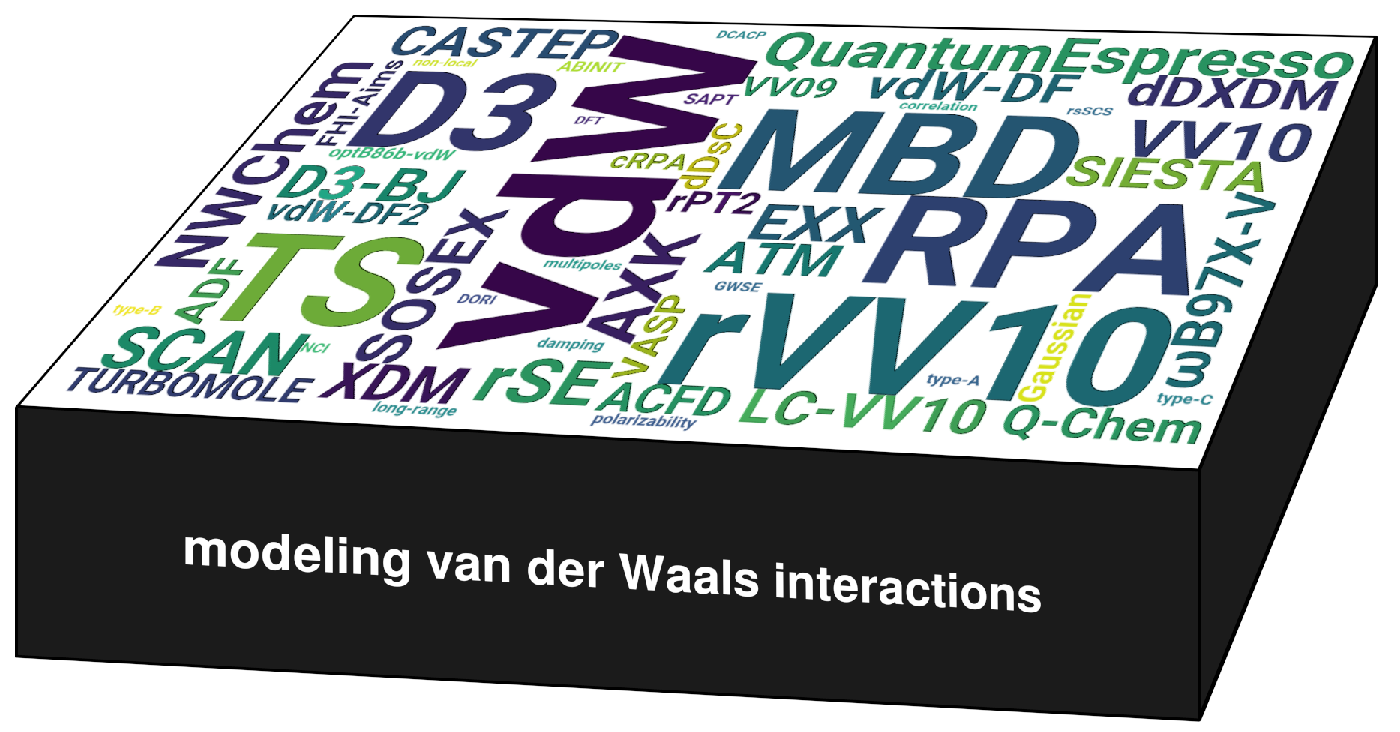 CASTEP
DCACP
QuantumEspresso
non-local
ABINIT
NWChem
FHI-Aims
D3
vdW
SAPT
VV09
vdW-DF
correlation
rsSCS
dDXDM
DFT
optB86b-vdW
cRPA
dDsC
MBD
VV10
SIESTA
D3-BJ
vdW-DF2
rPT2
EXX
RPA
ωB97X-V
TS
SOSEX
AXK
ATM
ADF
multipoles
GWSE
type-B
DORI
VASP
rVV10
Gaussian
SCAN
NCI
damping
TURBOMOLE
XDM
rSE
ACFD
type-A
type-C
long-range
polarizability
LC-VV10
Q-Chem
modeling van der Waals interactions